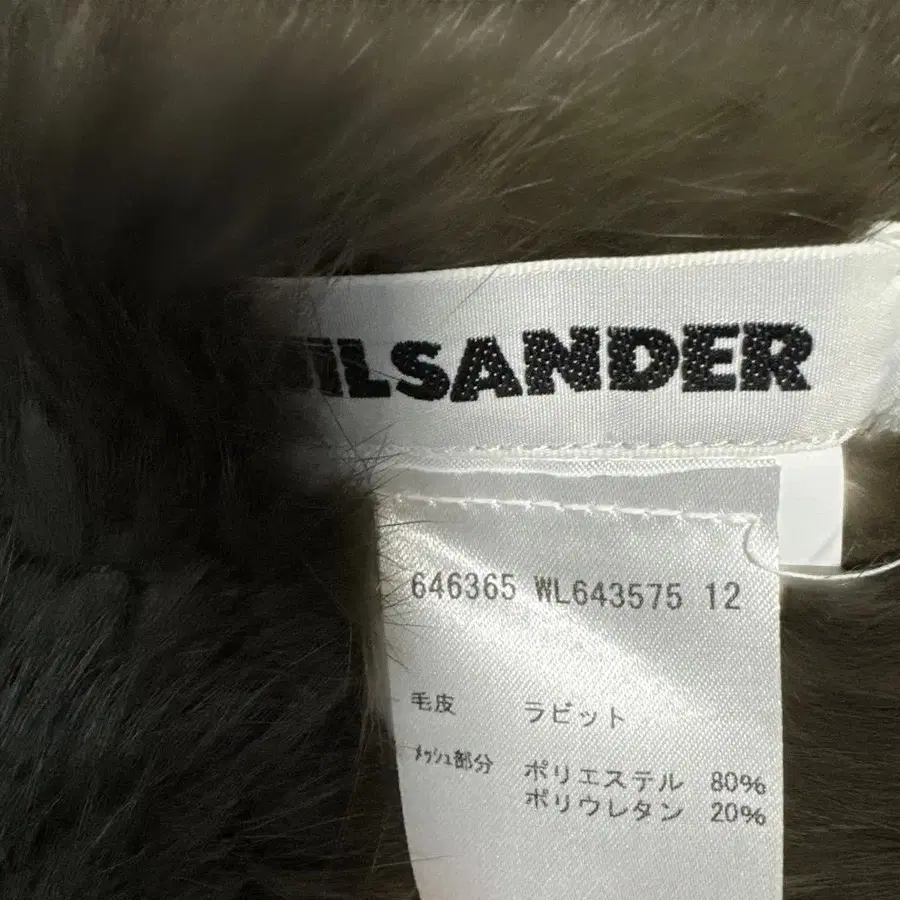 JILSANDER
646365 WL643575 12
毛皮 ラビット
メッシュ部分 ポリエステル 80%
ポリウレタン 20%